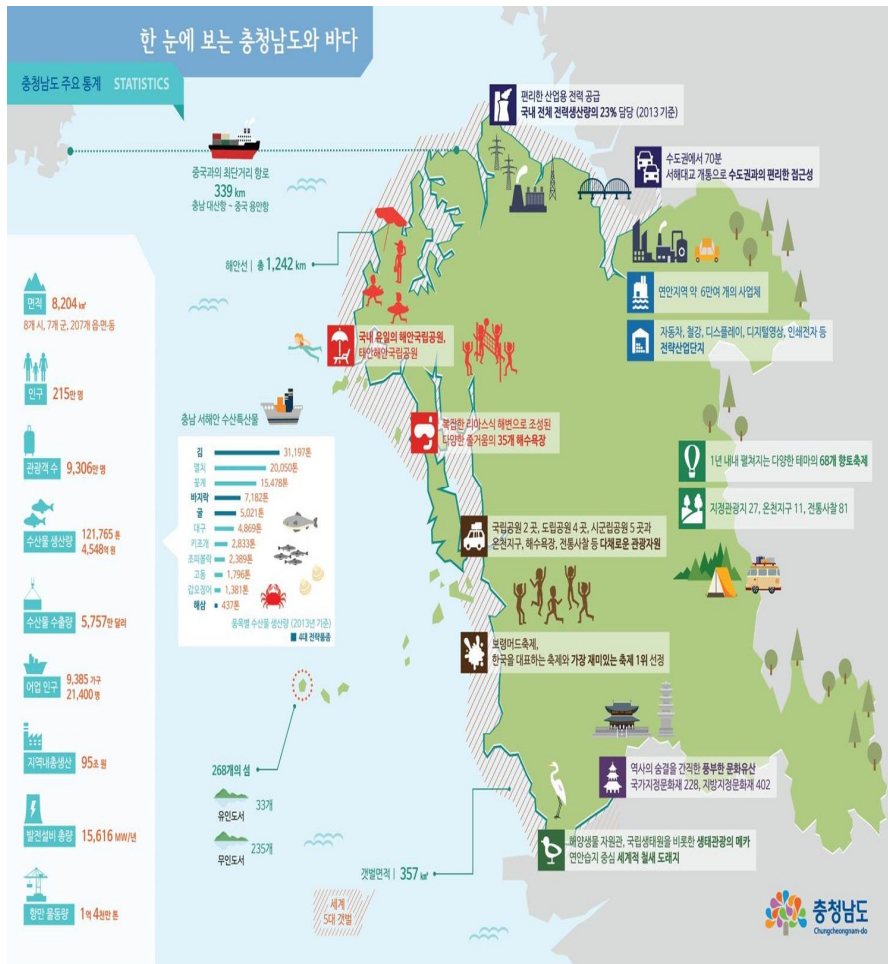 한 눈에 보는 충청남도와 바다
충청남도 주요 통계 STATISTICS
중국과의 최단거리 항로
339 km
충남 대산항 ~ 중국 용안항
해안선 | 총 1,242 km
면적
8,204 ㎢
8개 시, 7개 군, 207개 읍·면·동
인구
215만 명
관광객 수
9,306만 명
수산물 생산량
121,765 톤
4,548억 원
수산물 수출량
5,757만 달러
어업 인구
9,385 가구
21,400 명
지역내총생산
95조 원
발전설비 총량
15,616 MW/년
항만 물동량
1억 4천만 톤
충남 서해안 수산특산물
김 31,197톤
멸치 20,050톤
꽃게 15,478톤
바지락 7,182톤
굴 5,021톤
대구 4,869톤
키조개 2,833톤
조피볼락 2,389톤
고둥 1,796톤
갑오징어 1,381톤
해삼 437톤
품목별 수산물 생산량 (2013년 기준)
4대 전략품종
268개의 섬
33개
유인도서
235개
무인도서
갯벌면적 | 357 ㎢
세계
5대 갯벌
편리한 산업용 전력 공급
국내 전체 전력생산량의 23% 담당 (2013 기준)
수도권에서 70분
서해대교 개통으로 수도권과의 편리한 접근성
연안지역 약 6만여 개의 사업체
자동차, 철강, 디스플레이, 디지털영상, 인쇄전자 등
전략산업단지
국내 유일의 해안국립공원,
태안해안국립공원
복잡한 리아스식 해변으로 조성된
다양한 즐거움의 35개 해수욕장
1년 내내 펼쳐지는 다양한 테마의 68개 향토축제
지정관광지 27, 온천지구 11, 전통사찰 81
국립공원 2 곳, 도립공원 4 곳, 시군립공원 5 곳과
온천지구, 해수욕장, 전통사찰 등 다채로운 관광자원
보령머드축제,
한국을 대표하는 축제와 가장 재미있는 축제 1위 선정
역사의 숨결을 간직한 풍부한 문화유산
국가지정문화재 228, 지방지정문화재 402
해양생물 자원관, 국립생태원을 비롯한 생태관광의 메카
연안습지 중심 세계적 철새 도래지
충청남도
Chungcheongnam-do